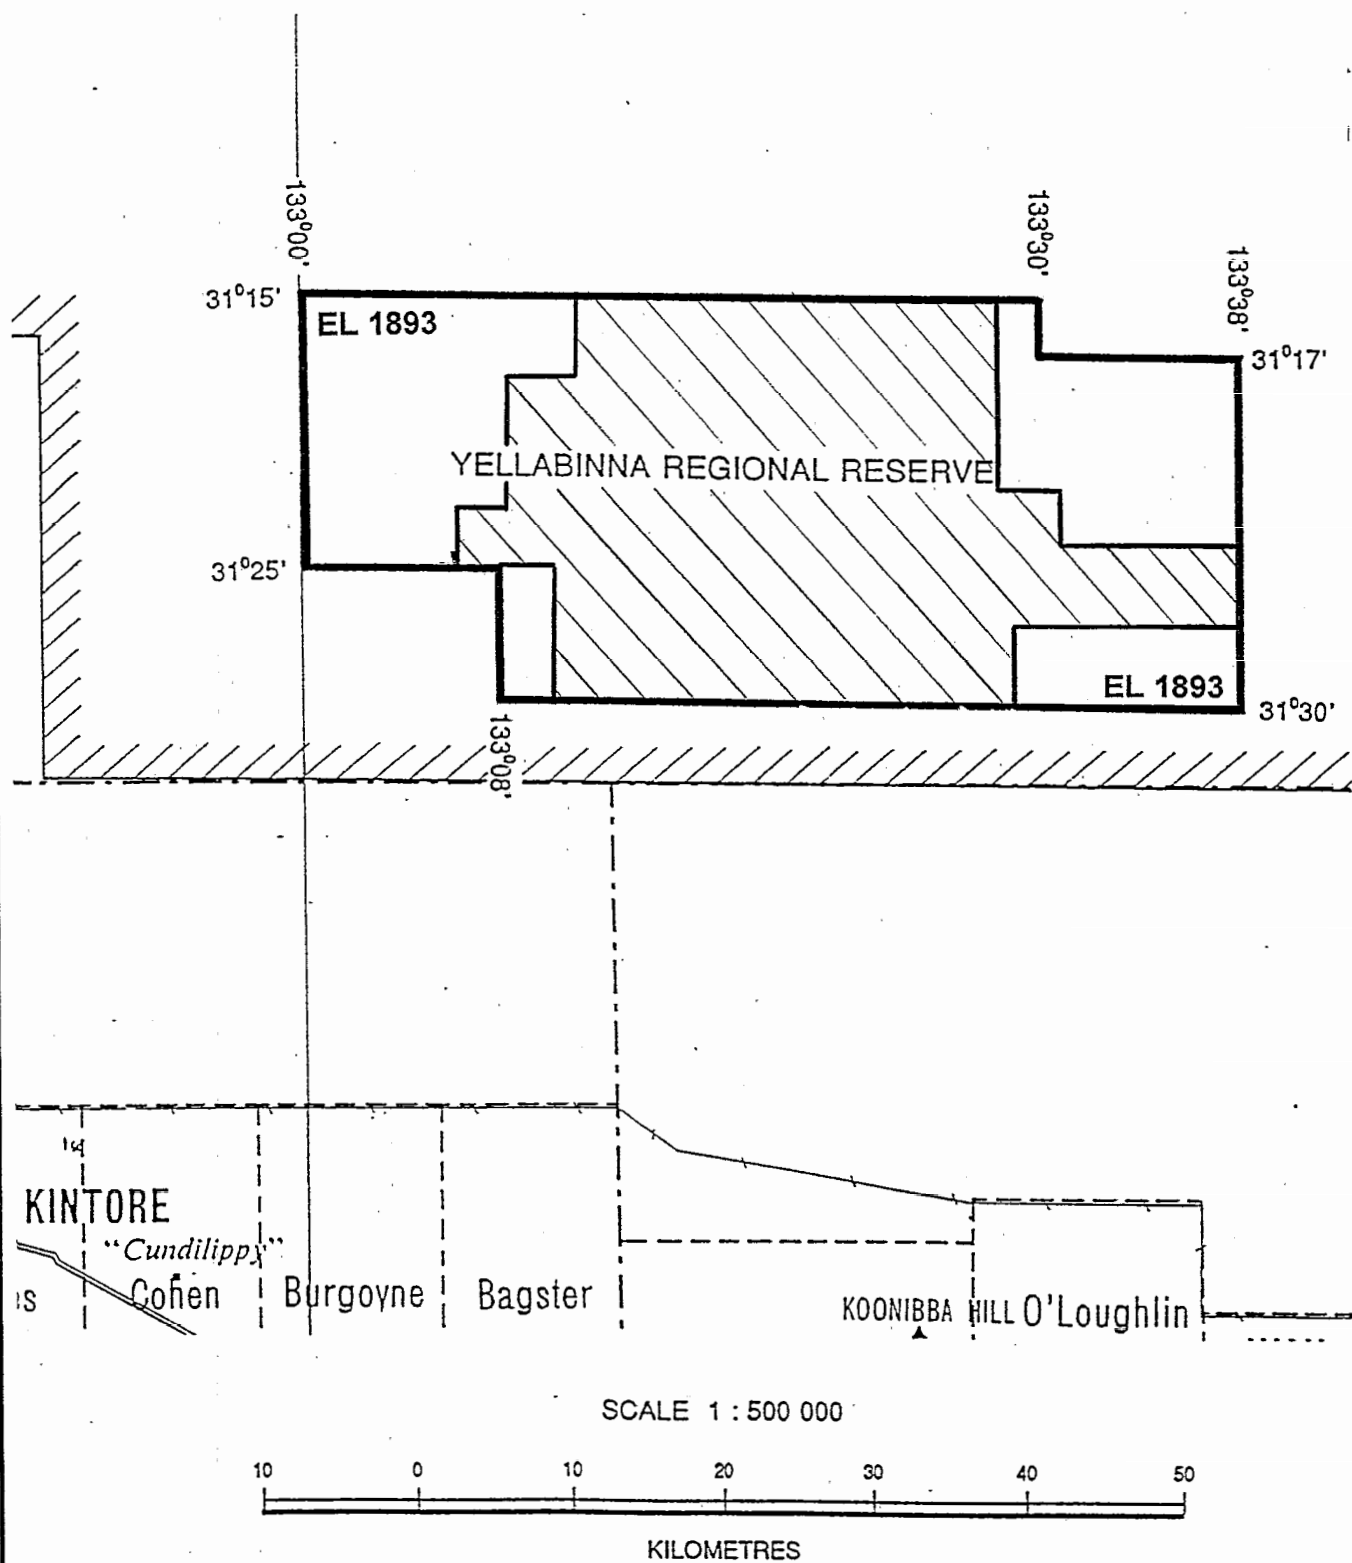 133°00'
133°30'
133°38'
31°15'
EL 1893
31°17'
YELLABINNA REGIONAL RESERVE
31°25'
EL 1893
31°30'
133°08'
KINTORE
"Cundilippy"
Cohen
Burgoyne
Bagster
KOONIBBA HILL
O'Loughlin
SCALE 1 : 500 000
10 0 10 20 30 40 50
KILOMETRES